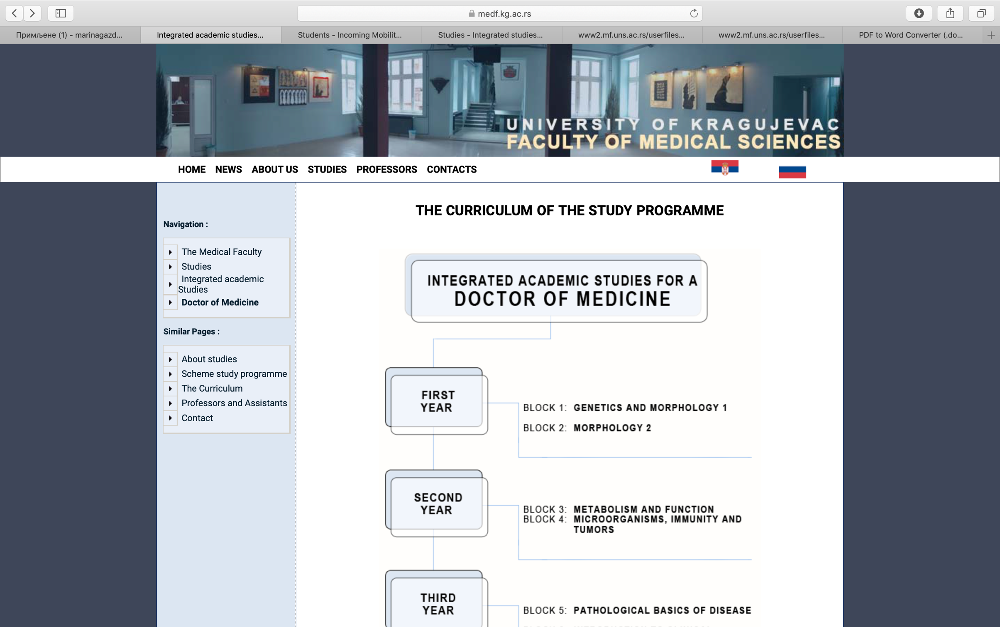 medf.kg.ac.rs
Примљене (1) - marinagazd...
Integrated academic studies...
Students - Incoming Mobilit...
Studies - Integrated studies...
www2.mf.uns.ac.rs/userfiles...
www2.mf.uns.ac.rs/userfiles...
PDF to Word Converter (.do...
UNIVERSITY OF KRAGUJEVAC
FACULTY OF MEDICAL SCIENCES
HOME NEWS ABOUT US STUDIES PROFESSORS CONTACTS
Navigation :
The Medical Faculty
Studies
Integrated academic
Studies
Doctor of Medicine
Similar Pages :
About studies
Scheme study programme
The Curriculum
Professors and Assistants
Contact
THE CURRICULUM OF THE STUDY PROGRAMME
INTEGRATED ACADEMIC STUDIES FOR A
DOCTOR OF MEDICINE
FIRST
YEAR
BLOCK 1: GENETICS AND MORPHOLOGY 1
BLOCK 2: MORPHOLOGY 2
SECOND
YEAR
BLOCK 3: METABOLISM AND FUNCTION
BLOCK 4: MICROORGANISMS, IMMUNITY AND
TUMORS
THIRD
YEAR
BLOCK 5: PATHOLOGICAL BASICS OF DISEASE